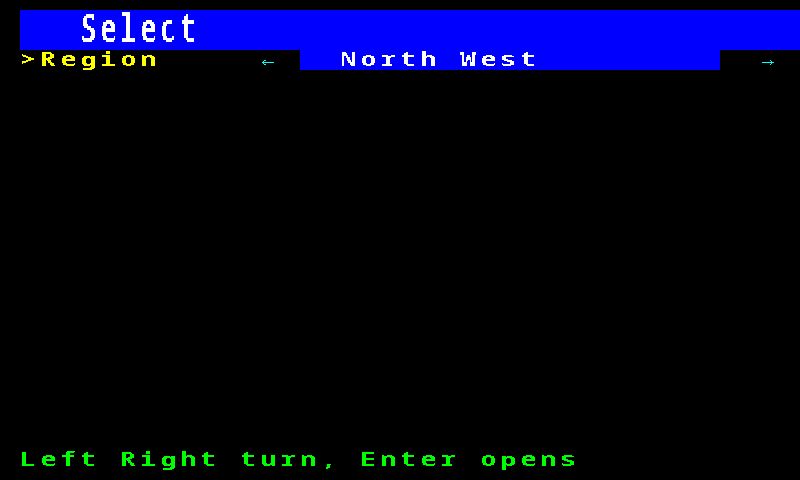 Select
>Region ← North West →
Left Right turn, Enter opens